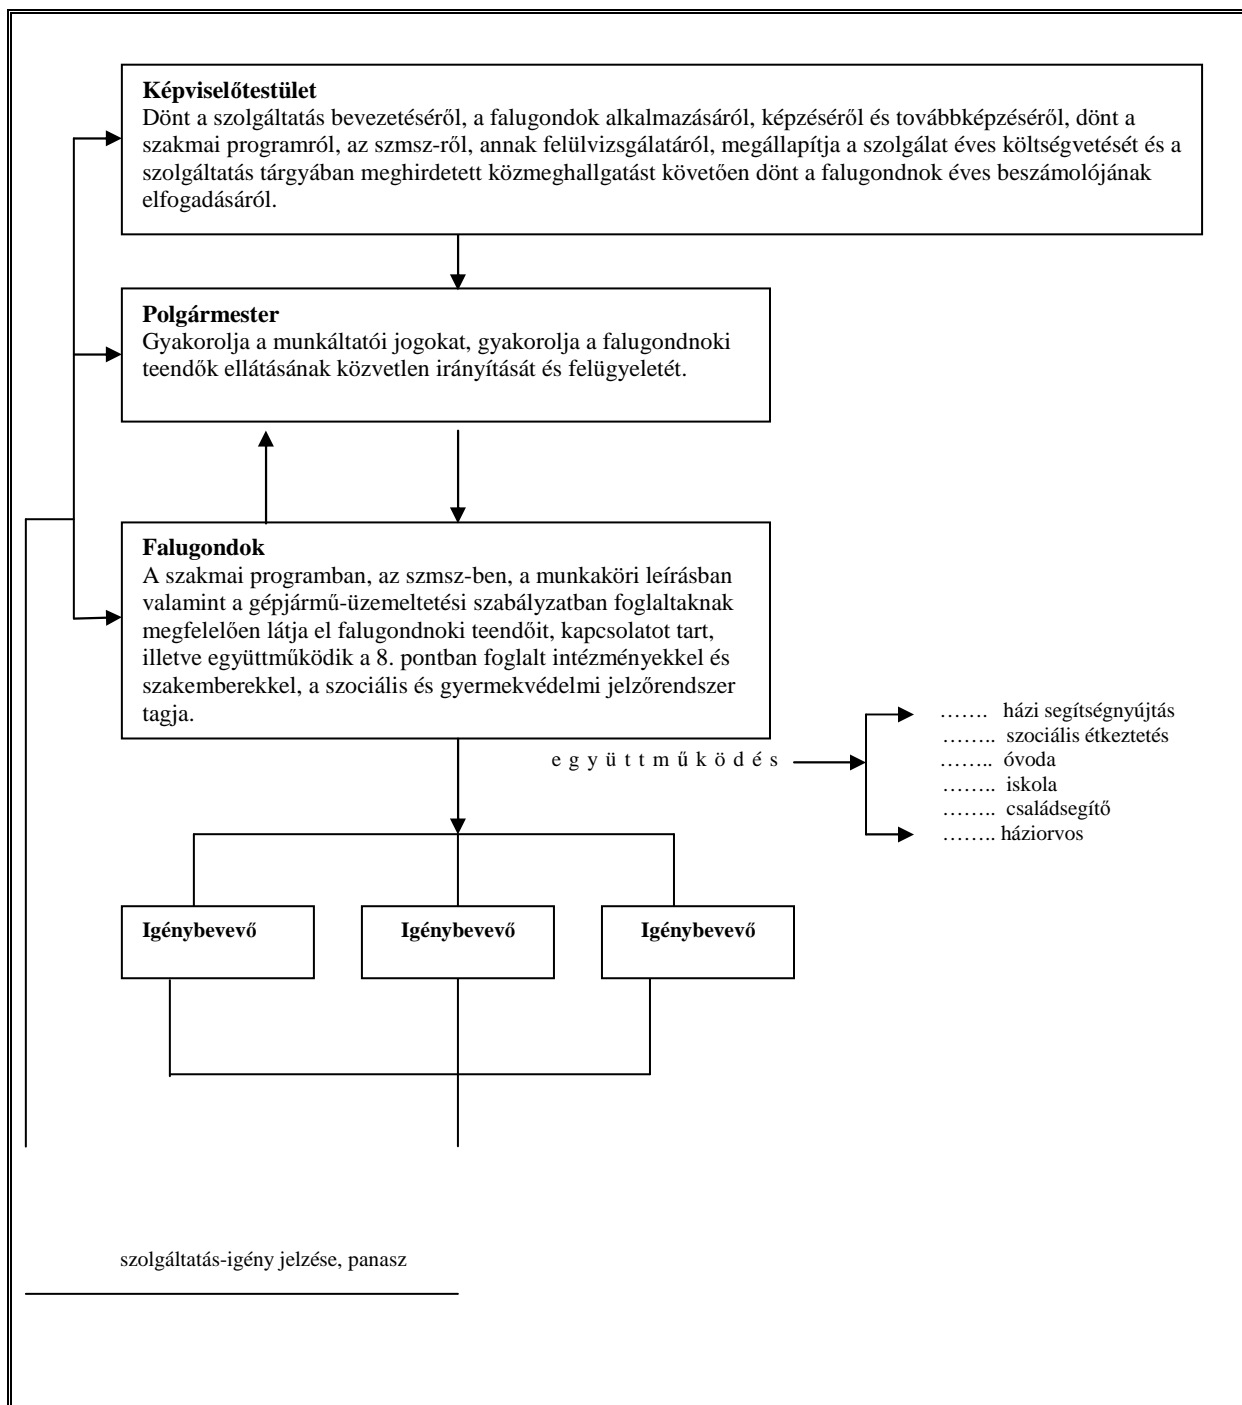 Képviselőtestület
Dönt a szolgáltatás bevezetéséről, a falugondok alkalmazásáról, képzéséről és továbbképzéséről, dönt a
szakmai programról, az szmsz-ről, annak felülvizsgálatáról, megállapítja a szolgálat éves költségvetését és a
szolgáltatás tárgyában meghirdetett közmeghallgatást követően dönt a falugondnok éves beszámolójának
elfogadásáról.
Polgármester
Gyakorolja a munkáltatói jogokat, gyakorolja a falugondnoki
teendők ellátásának közvetlen irányítását és felügyeletét.
Falugondok
A szakmai programban, az szmsz-ben, a munkaköri leírásban
valamint a gépjármű-üzemeltetési szabályzatban foglaltaknak
megfelelően látja el falugondnoki teendőit, kapcsolatot tart,
illetve együttműködik a 8. pontban foglalt intézményekkel és
szakemberekkel, a szociális és gyermekvédelmi jelzőrendszer
tagja.
e g y ü t t m ű k ö d é s
……. házi segítségnyújtás
…….. szociális étkeztetés
…….. óvoda
…….. iskola
…….. családsegítő
…….. háziorvos
Igénybevevő
Igénybevevő
Igénybevevő
szolgáltatás-igény jelzése, panasz